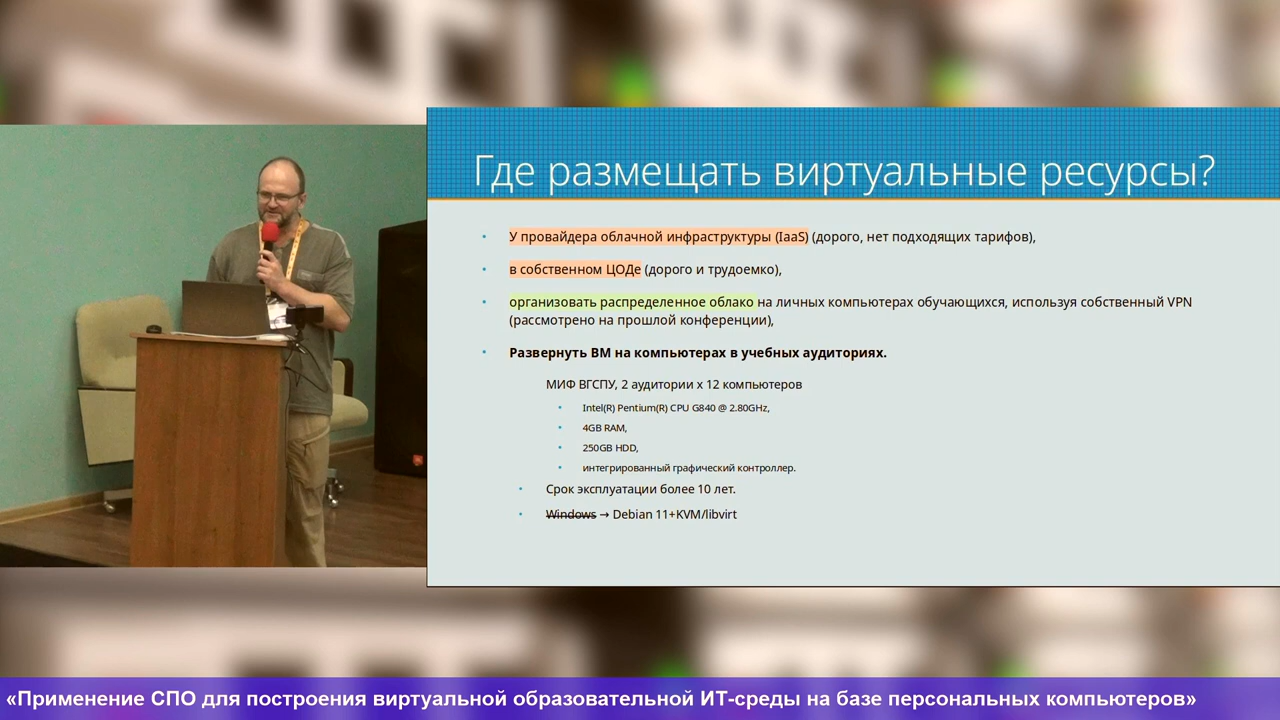 Где размещать виртуальные ресурсы?
У провайдера облачной инфраструктуры (IaaS) (дорого, нет подходящих тарифов),
в собственном ЦОДе (дорого и трудоемко),
организовать распределенное облако на личных компьютерах обучающихся, используя собственный VPN
(рассмотрено на прошлой конференции),
Развернуть ВМ на компьютерах в учебных аудиториях.
МИФ ВГСПУ, 2 аудитории х 12 компьютеров
Intel(R) Pentium(R) CPU G840 @ 2.80GHz,
4GB RAM,
250GB HDD,
интегрированный графический контроллер.
Срок эксплуатации более 10 лет.
Windows → Debian 11+KVM/libvirt
«Применение СПО для построения виртуальной образовательной ИТ-среды на базе персональных компьютеров»